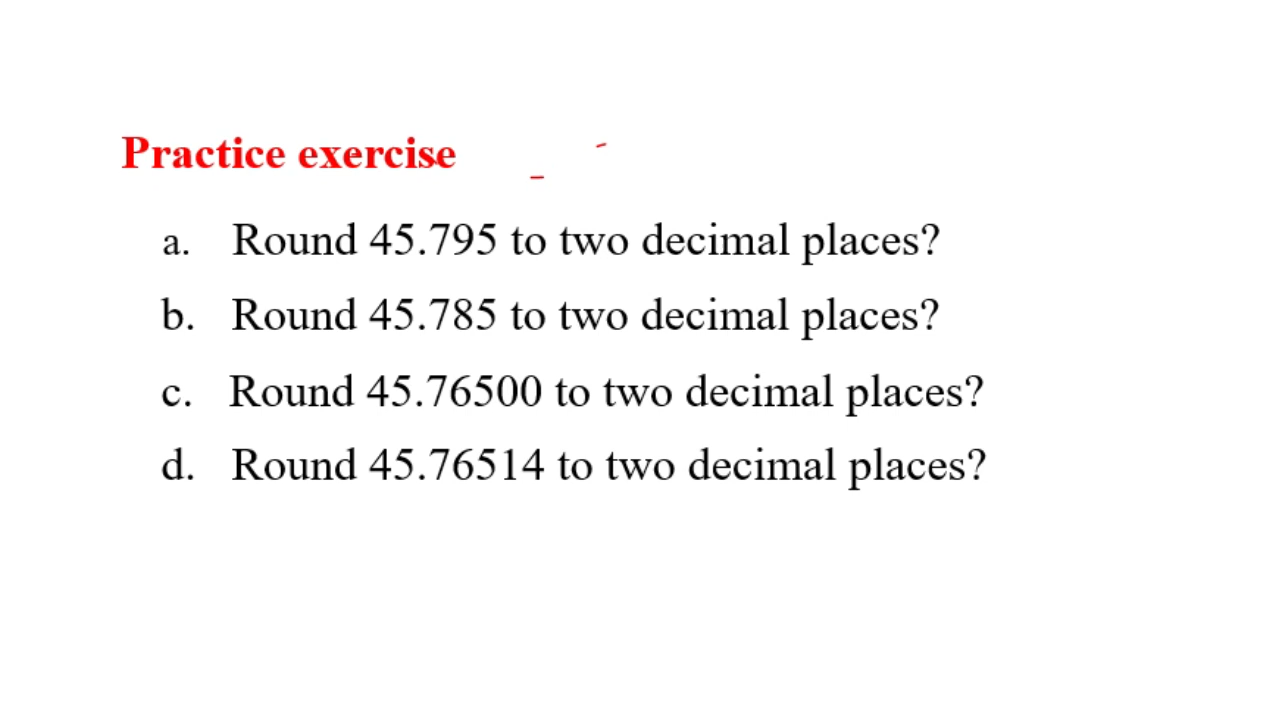 Practice exercise
a. Round 45.795 to two decimal places?
b. Round 45.785 to two decimal places?
c. Round 45.76500 to two decimal places?
d. Round 45.76514 to two decimal places?